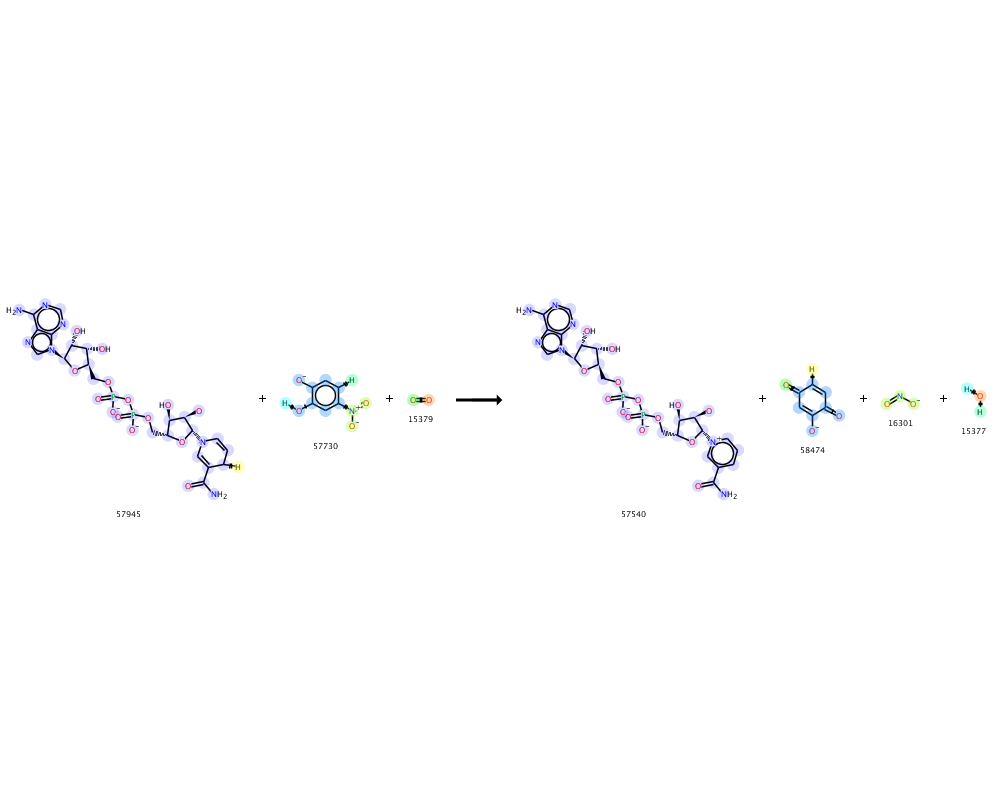 57945
+
57730
+
15379
57540
+
58474
+
16301
+
15377
H₂N N N N N OH OH O O P O O⁻ O P O O⁻ O HO O O N H O NH₂
O⁻ H O H N⁺ O O⁻
O O
H₂N N N N N OH OH O O P O O⁻ O P O O⁻ O HO O O N⁺ O NH₂
H O O O⁻
O N O⁻
H O H